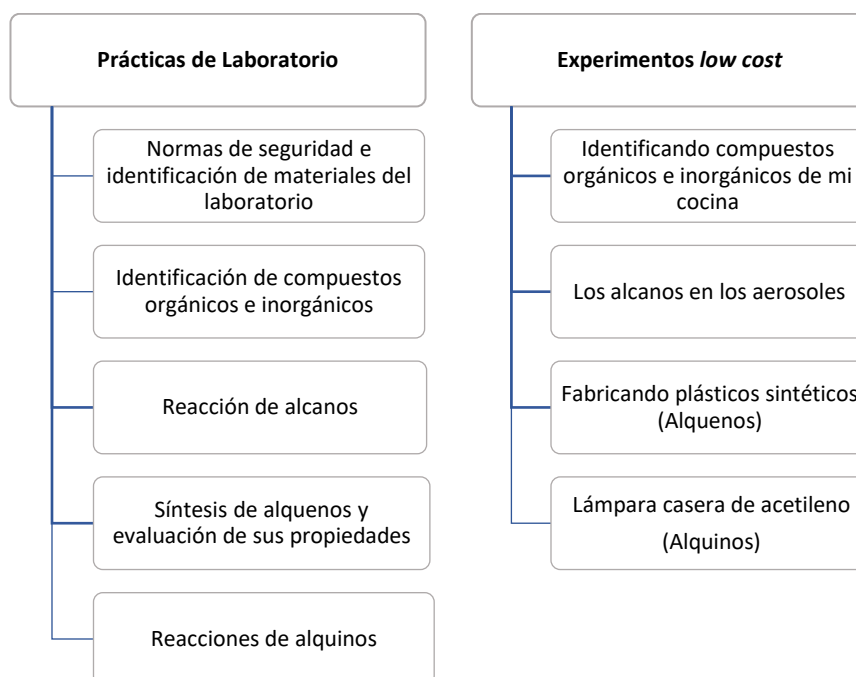 Prácticas de Laboratorio
Normas de seguridad e
identificación de materiales del
laboratorio
Identificación de compuestos
orgánicos e inorgánicos
Reacción de alcanos
Síntesis de alquenos y
evaluación de sus propiedades
Reacciones de alquinos
Experimentos low cost
Identificando compuestos
orgánicos e inorgánicos de mi
cocina
Los alcanos en los aerosoles
Fabricando plásticos sintéticos
(Alquenos)
Lámpara casera de acetileno
(Alquinos)